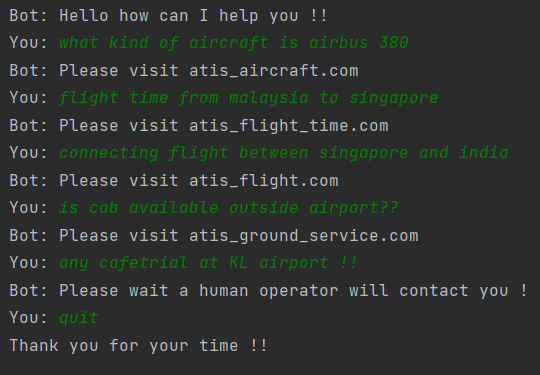 Bot: Hello how can I help you !!
You: what kind of aircraft is airbus 380
Bot: Please visit atis_aircraft.com
You: flight time from malaysia to singapore
Bot: Please visit atis_flight_time.com
You: connecting flight between singapore and india
Bot: Please visit atis_flight.com
You: is cab available outside airport??
Bot: Please visit atis_ground_service.com
You: any cafetrial at KL airport !!
Bot: Please wait a human operator will contact you !
You: quit
Thank you for your time !!